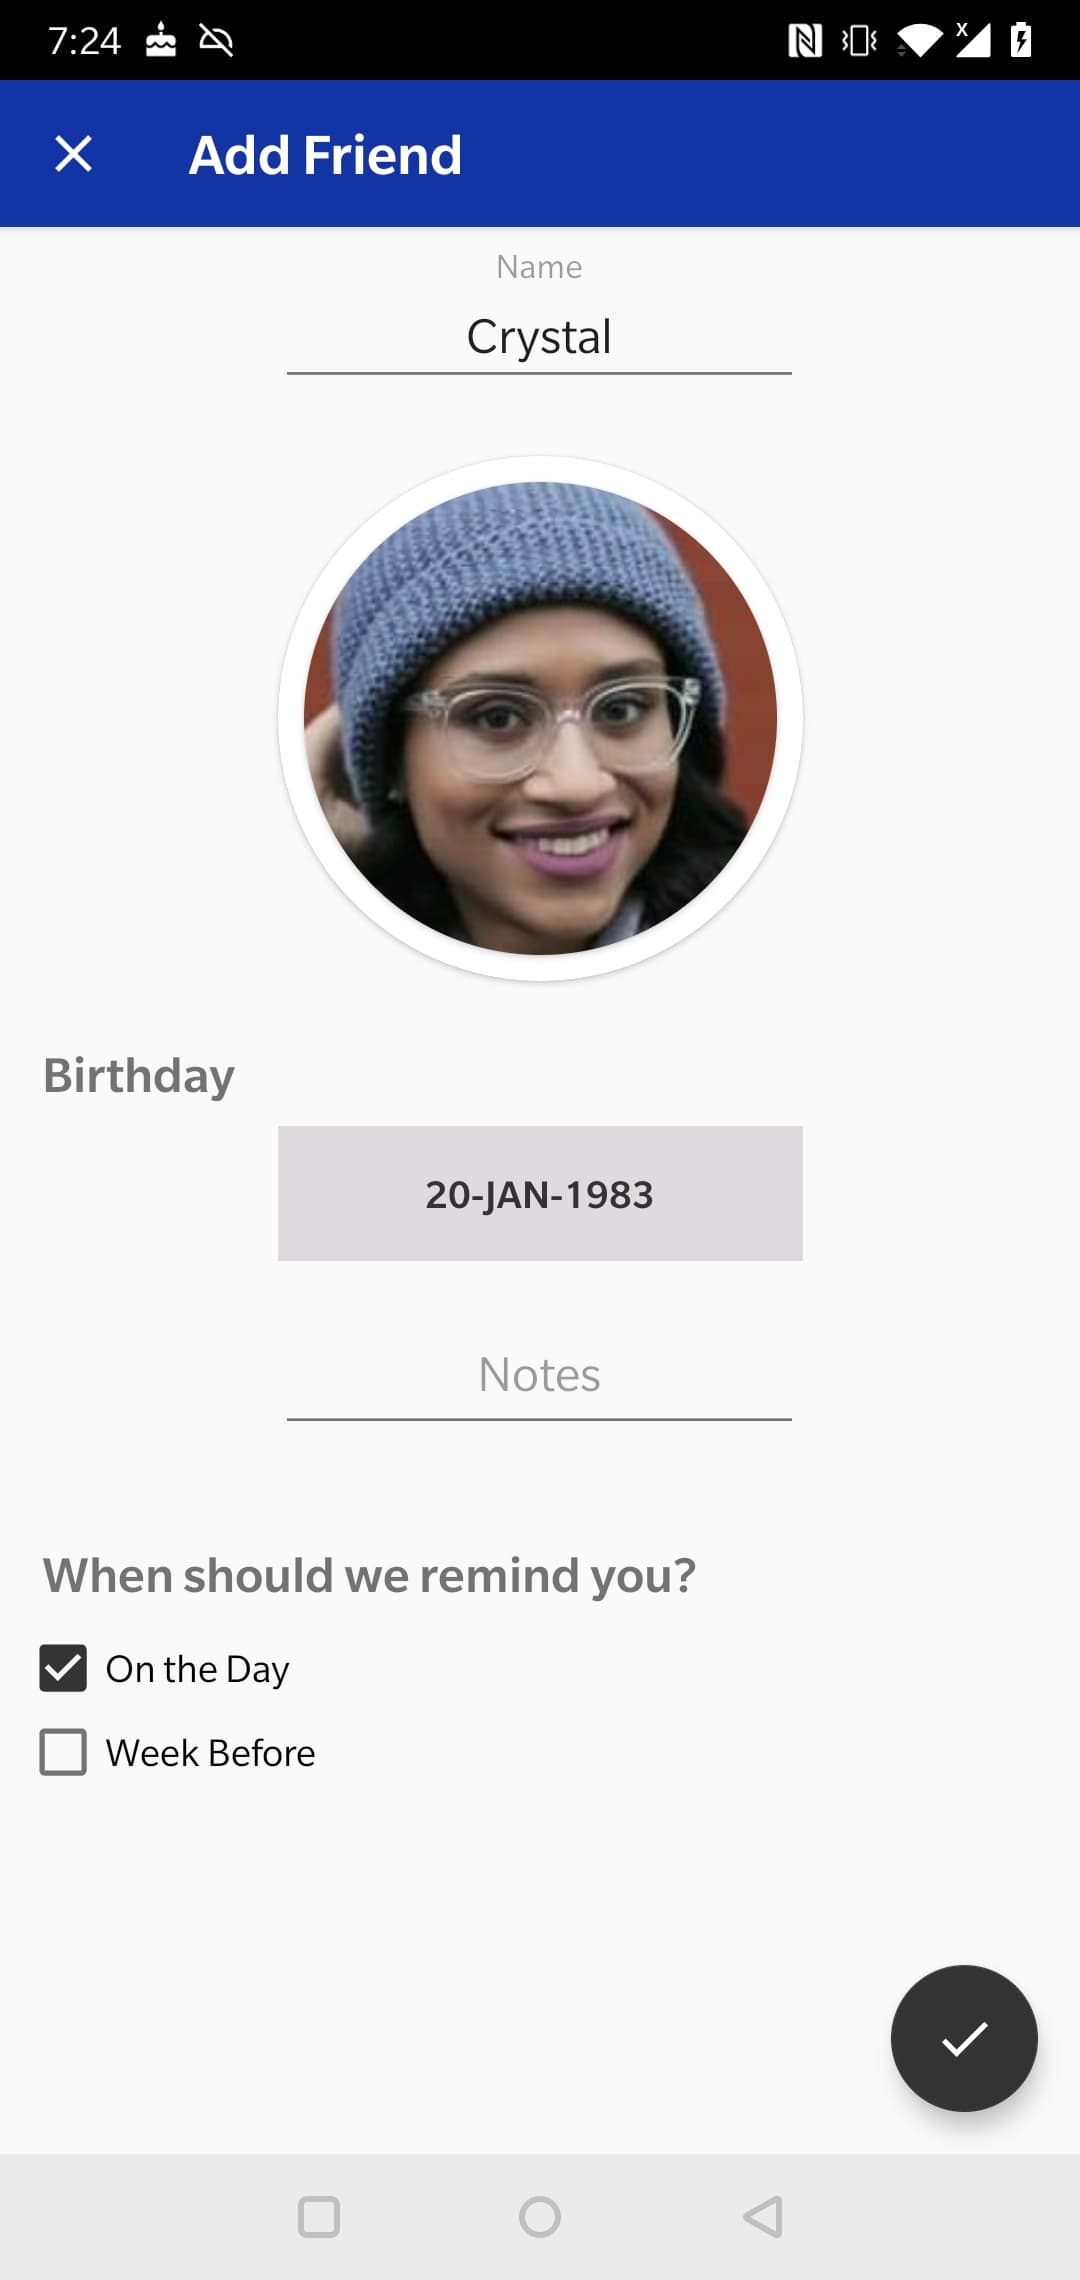 7:24
Add Friend
Name
Crystal
Birthday
20-JAN-1983
Notes
When should we remind you?
On the Day
Week Before